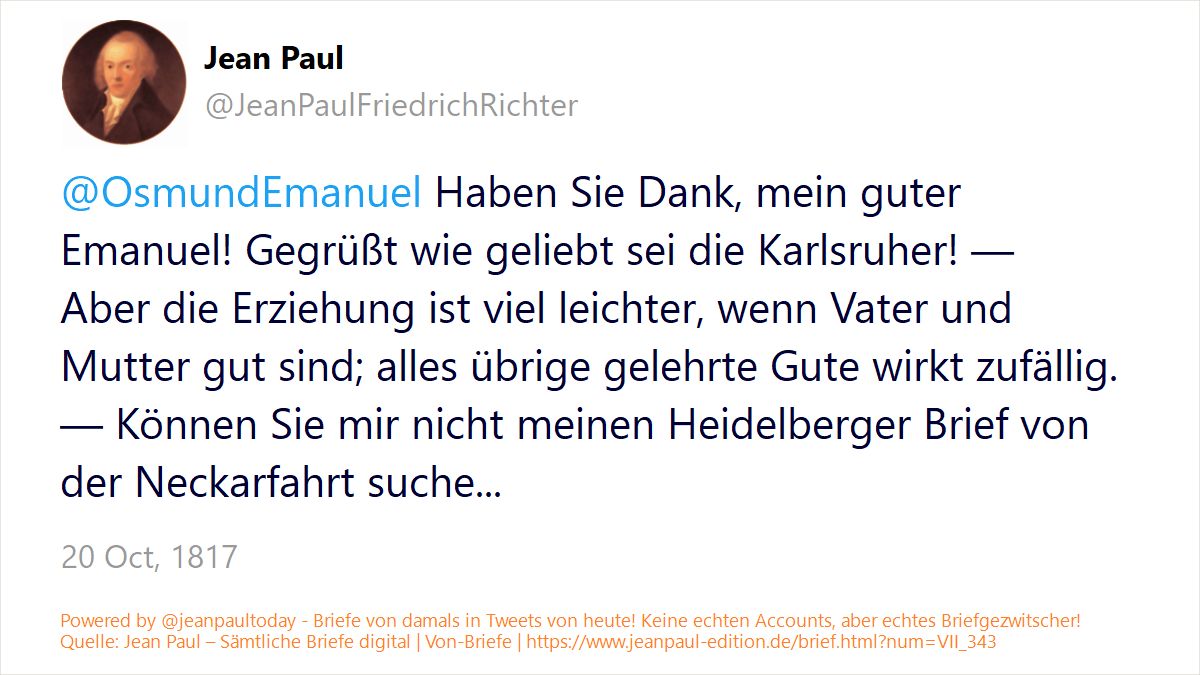 Jean Paul
@JeanPaulFriedrichRichter
@OsmundEmanuel Haben Sie Dank, mein guter
Emanuel! Gegrüßt wie geliebt sei die Karlsruher! —
Aber die Erziehung ist viel leichter, wenn Vater und
Mutter gut sind; alles übrige gelehrte Gute wirkt zufällig.
— Können Sie mir nicht meinen Heidelberger Brief von
der Neckarfahrt suche...
20 Oct, 1817
Powered by @jeanpaultoday - Briefe von damals in Tweets von heute! Keine echten Accounts, aber echtes Briefgezwitscher!
Quelle: Jean Paul – Sämtliche Briefe digital | Von-Briefe | https://www.jeanpaul-edition.de/brief.html?num=VII_343